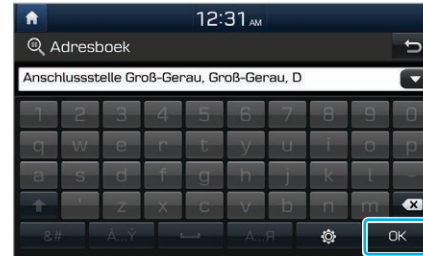 12:31 AM
Adresboek
Anschlussstelle Groß-Gerau, Groß-Gerau, D
1 2 3 4 5 6 7 8 9 0
q w e r t y u i o p
a s d f g h j k l -
' z x c v b n m
&# Á...Ý A...Я OK